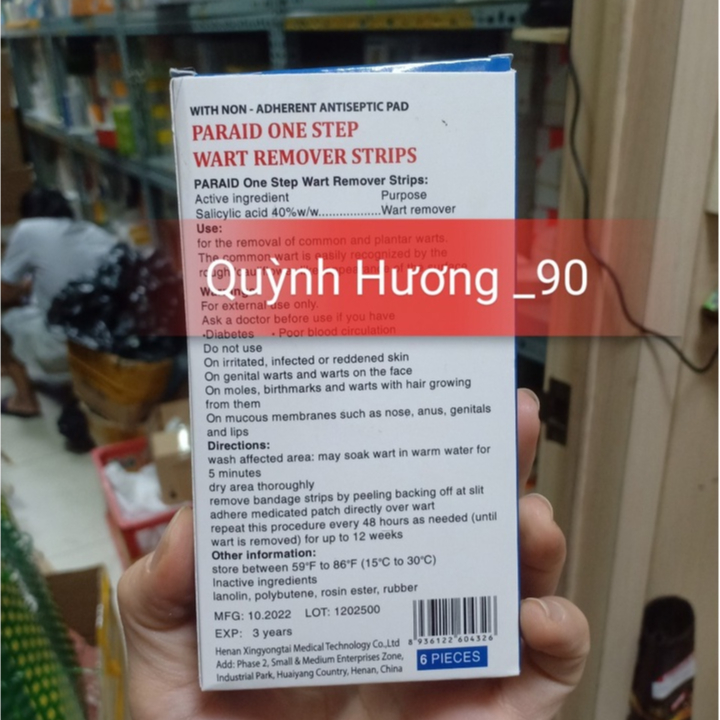 WITH NON - ADHERENT ANTISEPTIC PAD
PARAID ONE STEP
WART REMOVER STRIPS
PARAID One Step Wart Remover Strips:
Active ingredient Purpose
Salicylic acid 40%w/w..................Wart remover
Use:
for the removal of common and plantar warts.
The common wart is easily recognized by the
Quỳnh Hương _90
For external use only.
Ask a doctor before use if you have
•Diabetes • Poor blood circulation
Do not use
On irritated, infected or reddened skin
On genital warts and warts on the face
On moles, birthmarks and warts with hair growing
from them
On mucous membranes such as nose, anus, genitals
and lips
Directions:
wash affected area: may soak wart in warm water for
5 minutes
dry area thoroughly
remove bandage strips by peeling backing off at slit
adhere medicated patch directly over wart
repeat this procedure every 48 hours as needed (until
wart is removed) for up to 12 weeks
Other information:
store between 59°F to 86°F (15°C to 30°C)
Inactive ingredients
lanolin, polybutene, rosin ester, rubber
MFG: 10.2022 LOT: 1202500
EXP: 3 years
8 936122 604326
Henan Xingyongtai Medical Technology Co.,Ltd
Add: Phase 2, Small & Medium Enterprises Zone,
Industrial Park, Huaiyang Country, Henan, China
6 PIECES